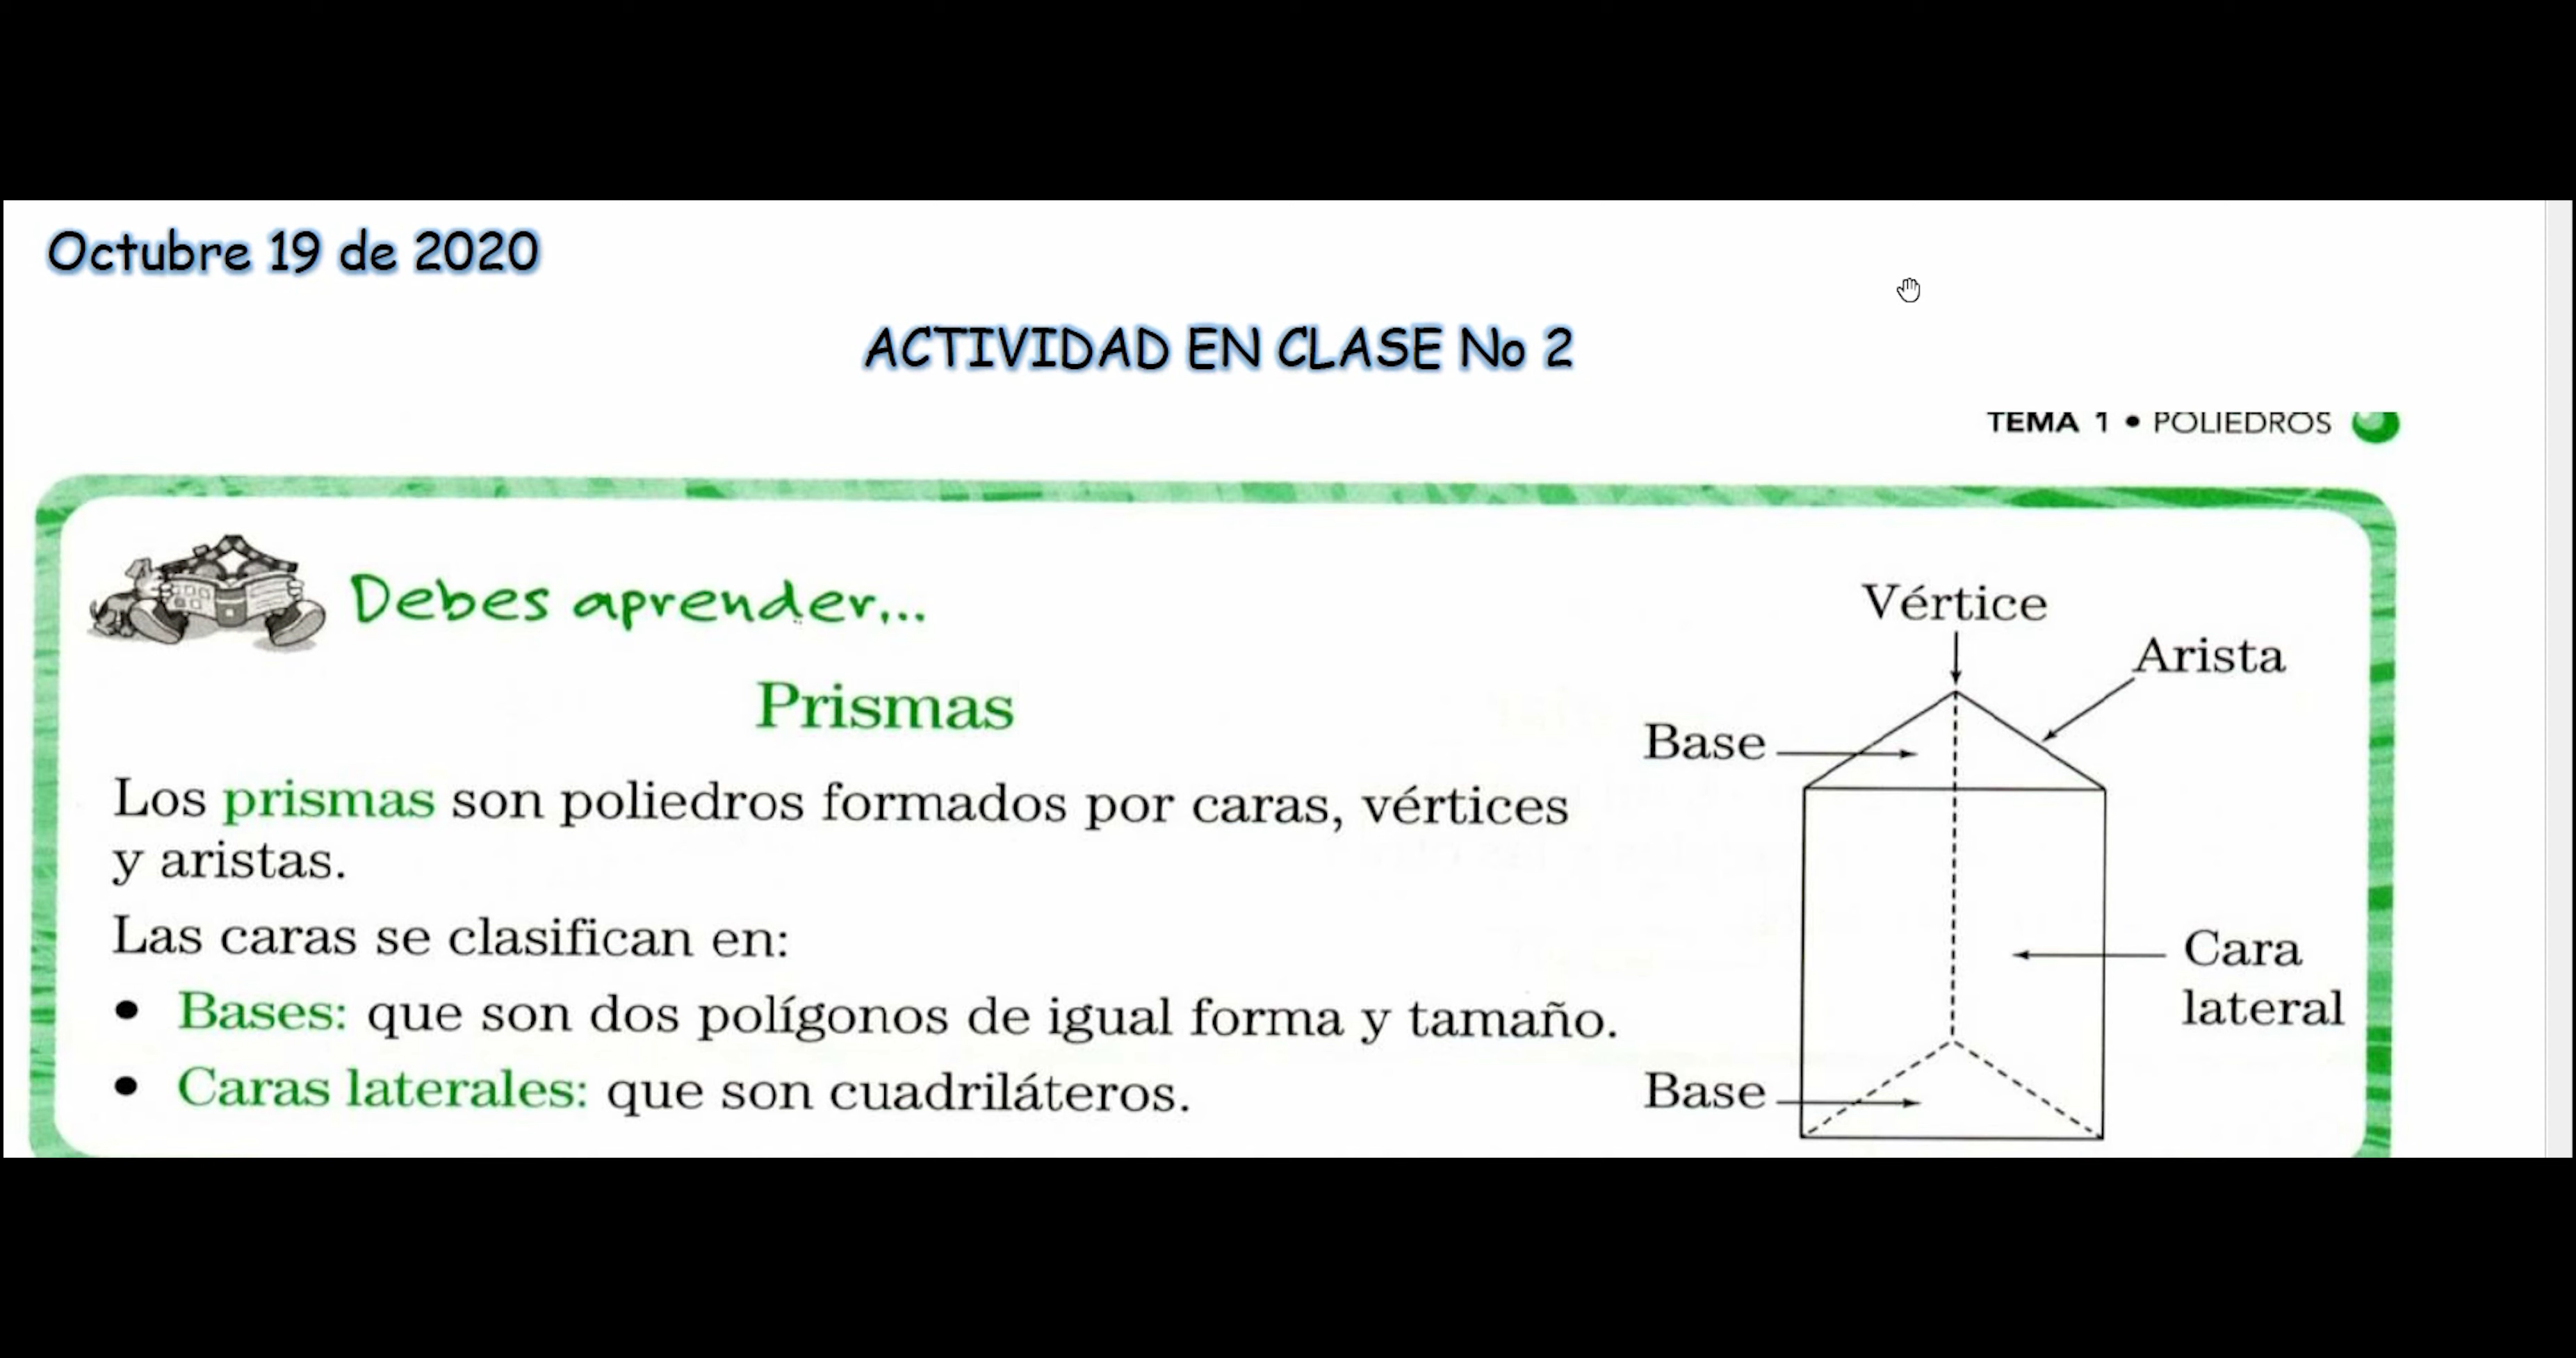 Octubre 19 de 2020
ACTIVIDAD EN CLASE No 2
TEMA 1 • POLIEDROS
Debes aprender...
Prismas
Los prismas son poliedros formados por caras, vértices
y aristas.
Las caras se clasifican en:
• Bases: que son dos polígonos de igual forma y tamaño.
• Caras laterales: que son cuadriláteros.
Vértice
Arista
Base
Cara
lateral
Base